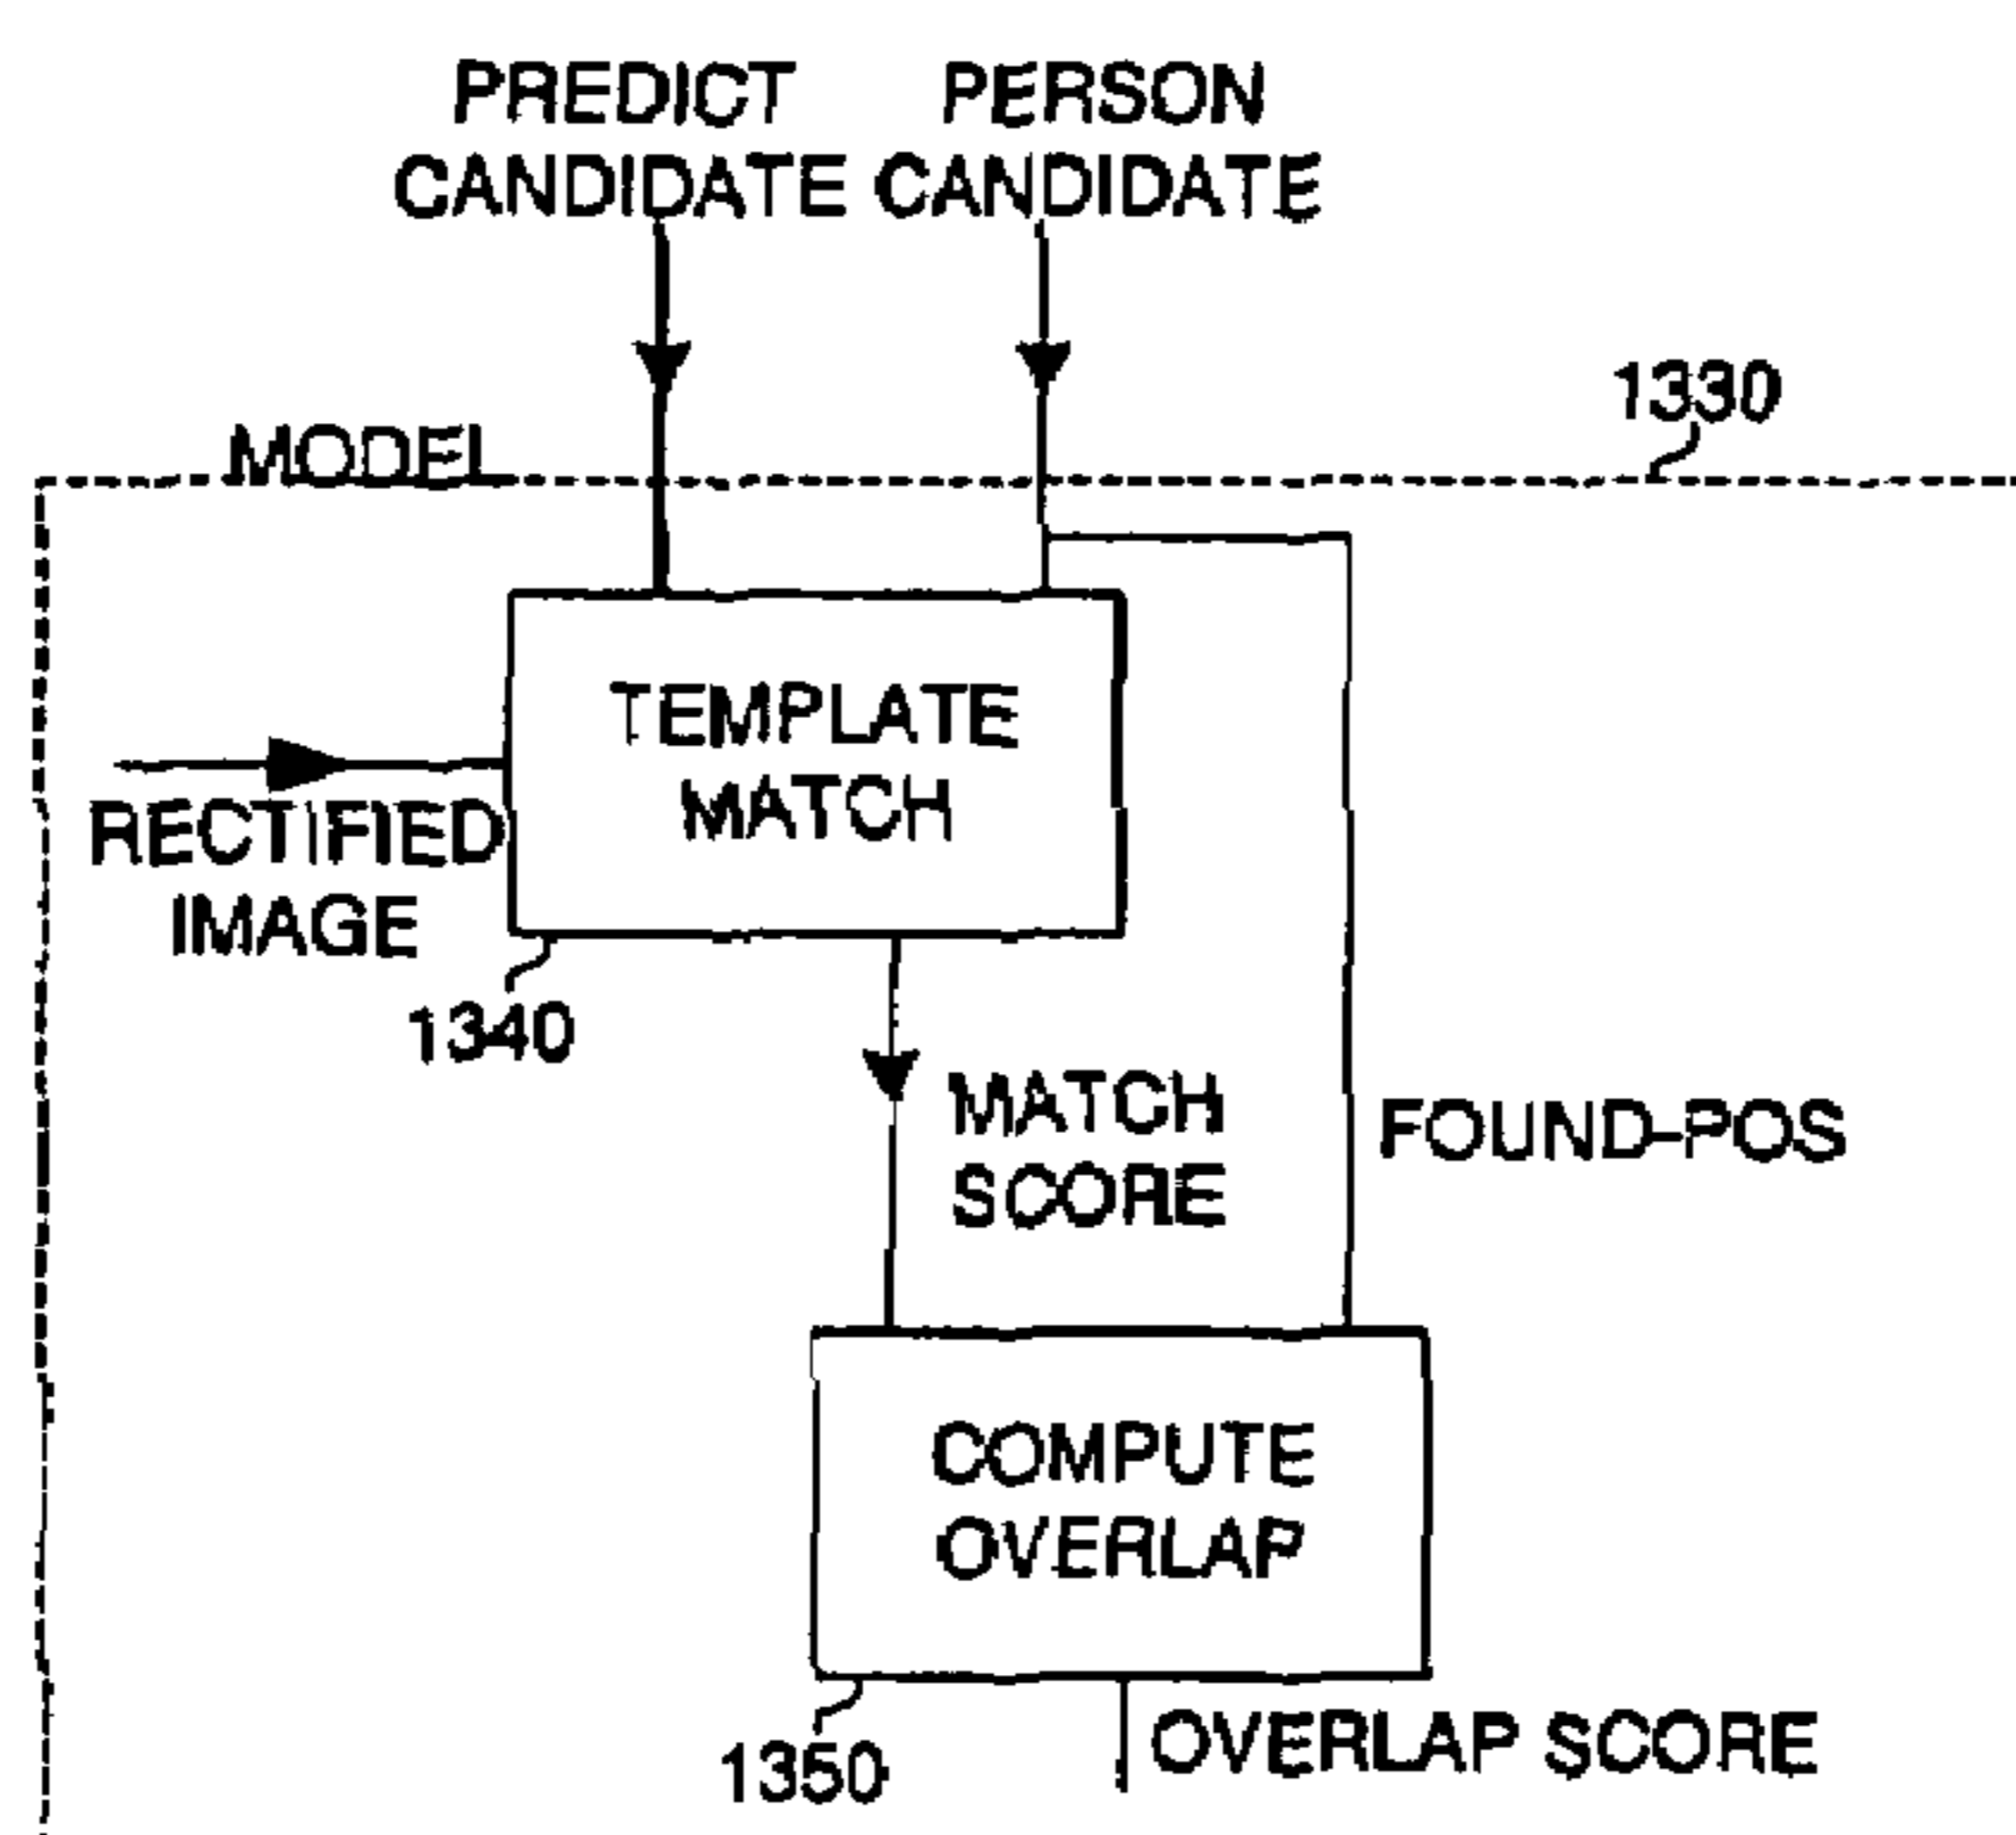 PREDICT
CANDIDATE
PERSON
CANDIDATE
1330
MODEL
TEMPLATE
MATCH
RECTIFIED
IMAGE
1340
MATCH
SCORE
FOUND-POS
COMPUTE
OVERLAP
1350
OVERLAP SCORE